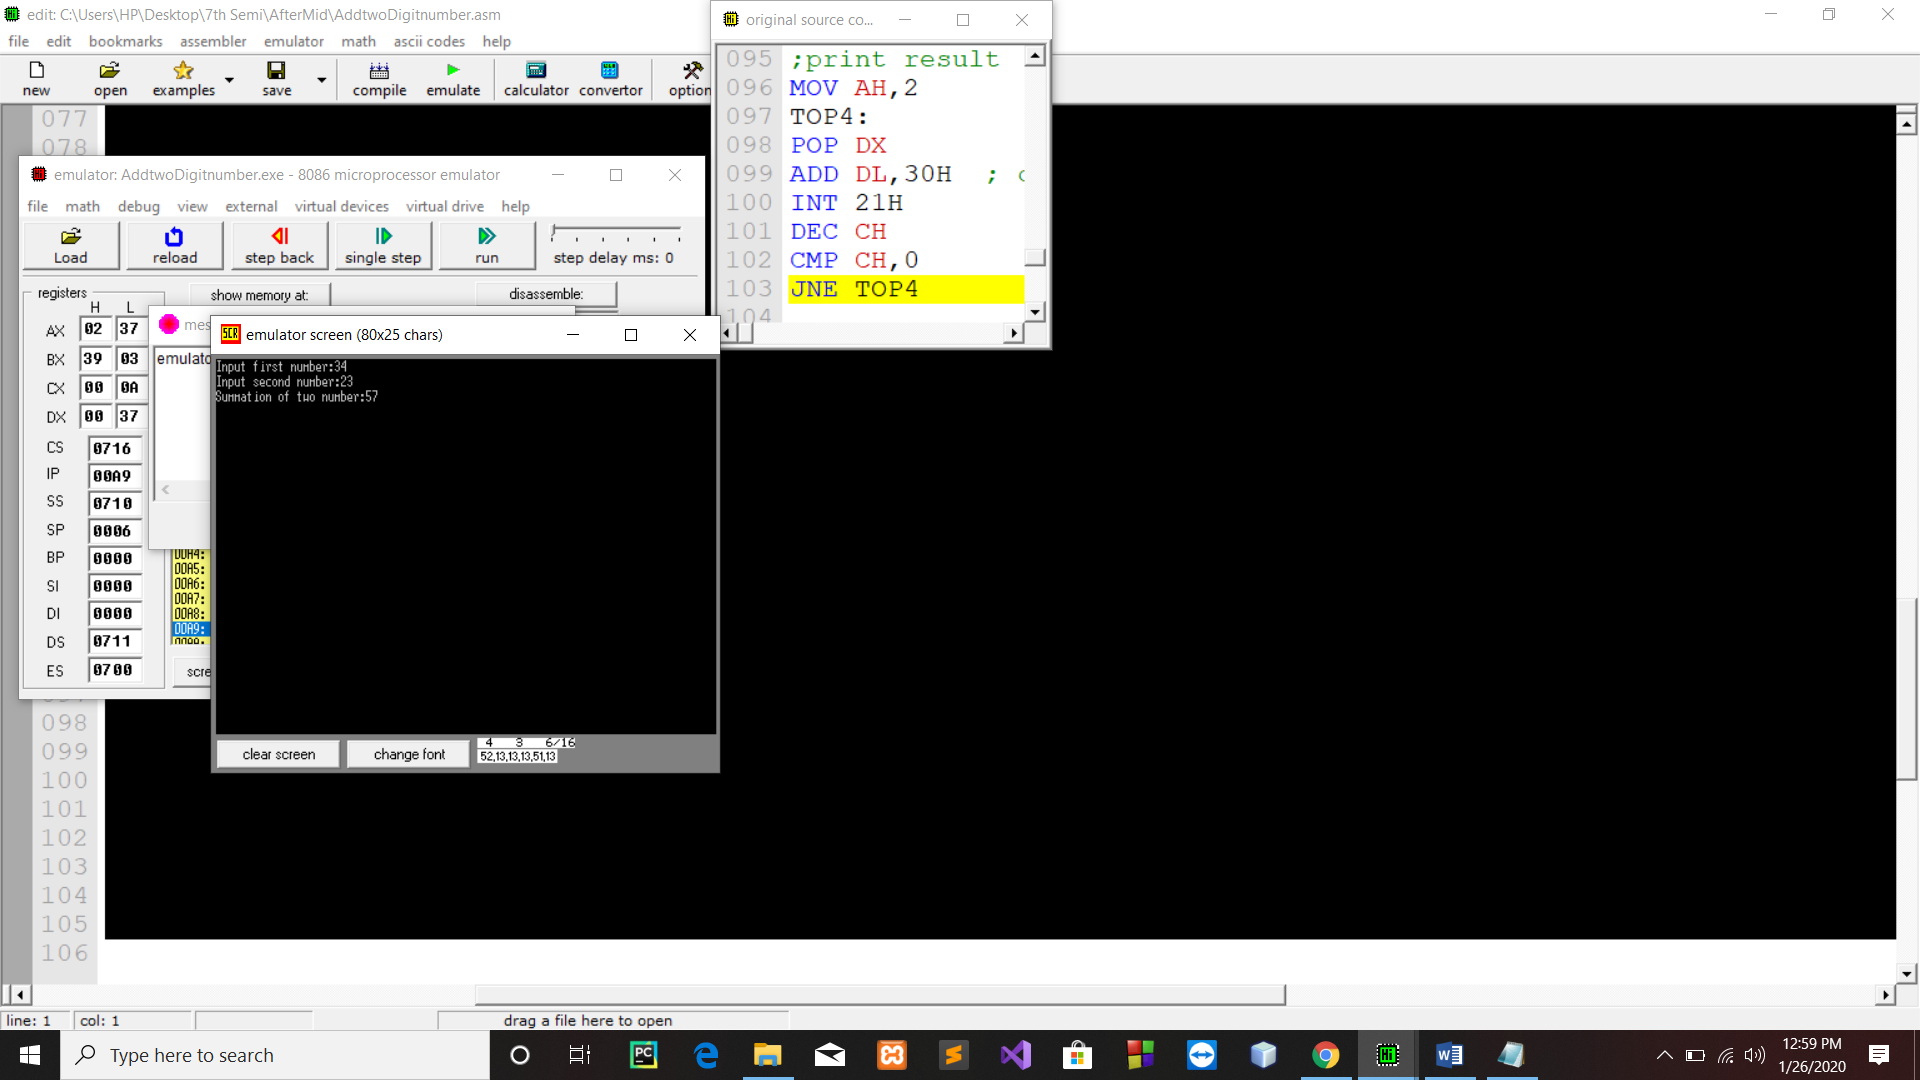 edit: C:\Users\HP\Desktop\7th Semi\AfterMid\AddtwoDigitnumber.asm
file edit bookmarks assembler emulator math ascii codes help
new open examples save compile emulate calculator convertor option
077
078
original source co...
095 ;print result
096 MOV AH,2
097 TOP4:
098 POP DX
099 ADD DL,30H ; c
100 INT 21H
101 DEC CH
102 CMP CH,0
103 JNE TOP4
104
emulator: AddtwoDigitnumber.exe - 8086 microprocessor emulator
file math debug view external virtual devices virtual drive help
Load reload step back single step run step delay ms: 0
registers show memory at: disassemble:
H L
AX 02 37
BX 39 03
CX 00 0A
DX 00 37
CS 0716
IP 00A9
SS 0710
SP 0006
BP 0000
SI 0000
DI 0000
DS 0711
ES 0700
mes
emulato
00A4:
00A5:
00A6:
00A7:
00A8:
00A9:
scre
SCR emulator screen (80x25 chars)
Input first number:34
Input second number:23
Summation of two number:57
clear screen change font
4 3 6/16
52,13,13,13,51,13
098
099
100
101
102
103
104
105
106
line: 1 col: 1 drag a file here to open
Type here to search
12:59 PM
1/26/2020